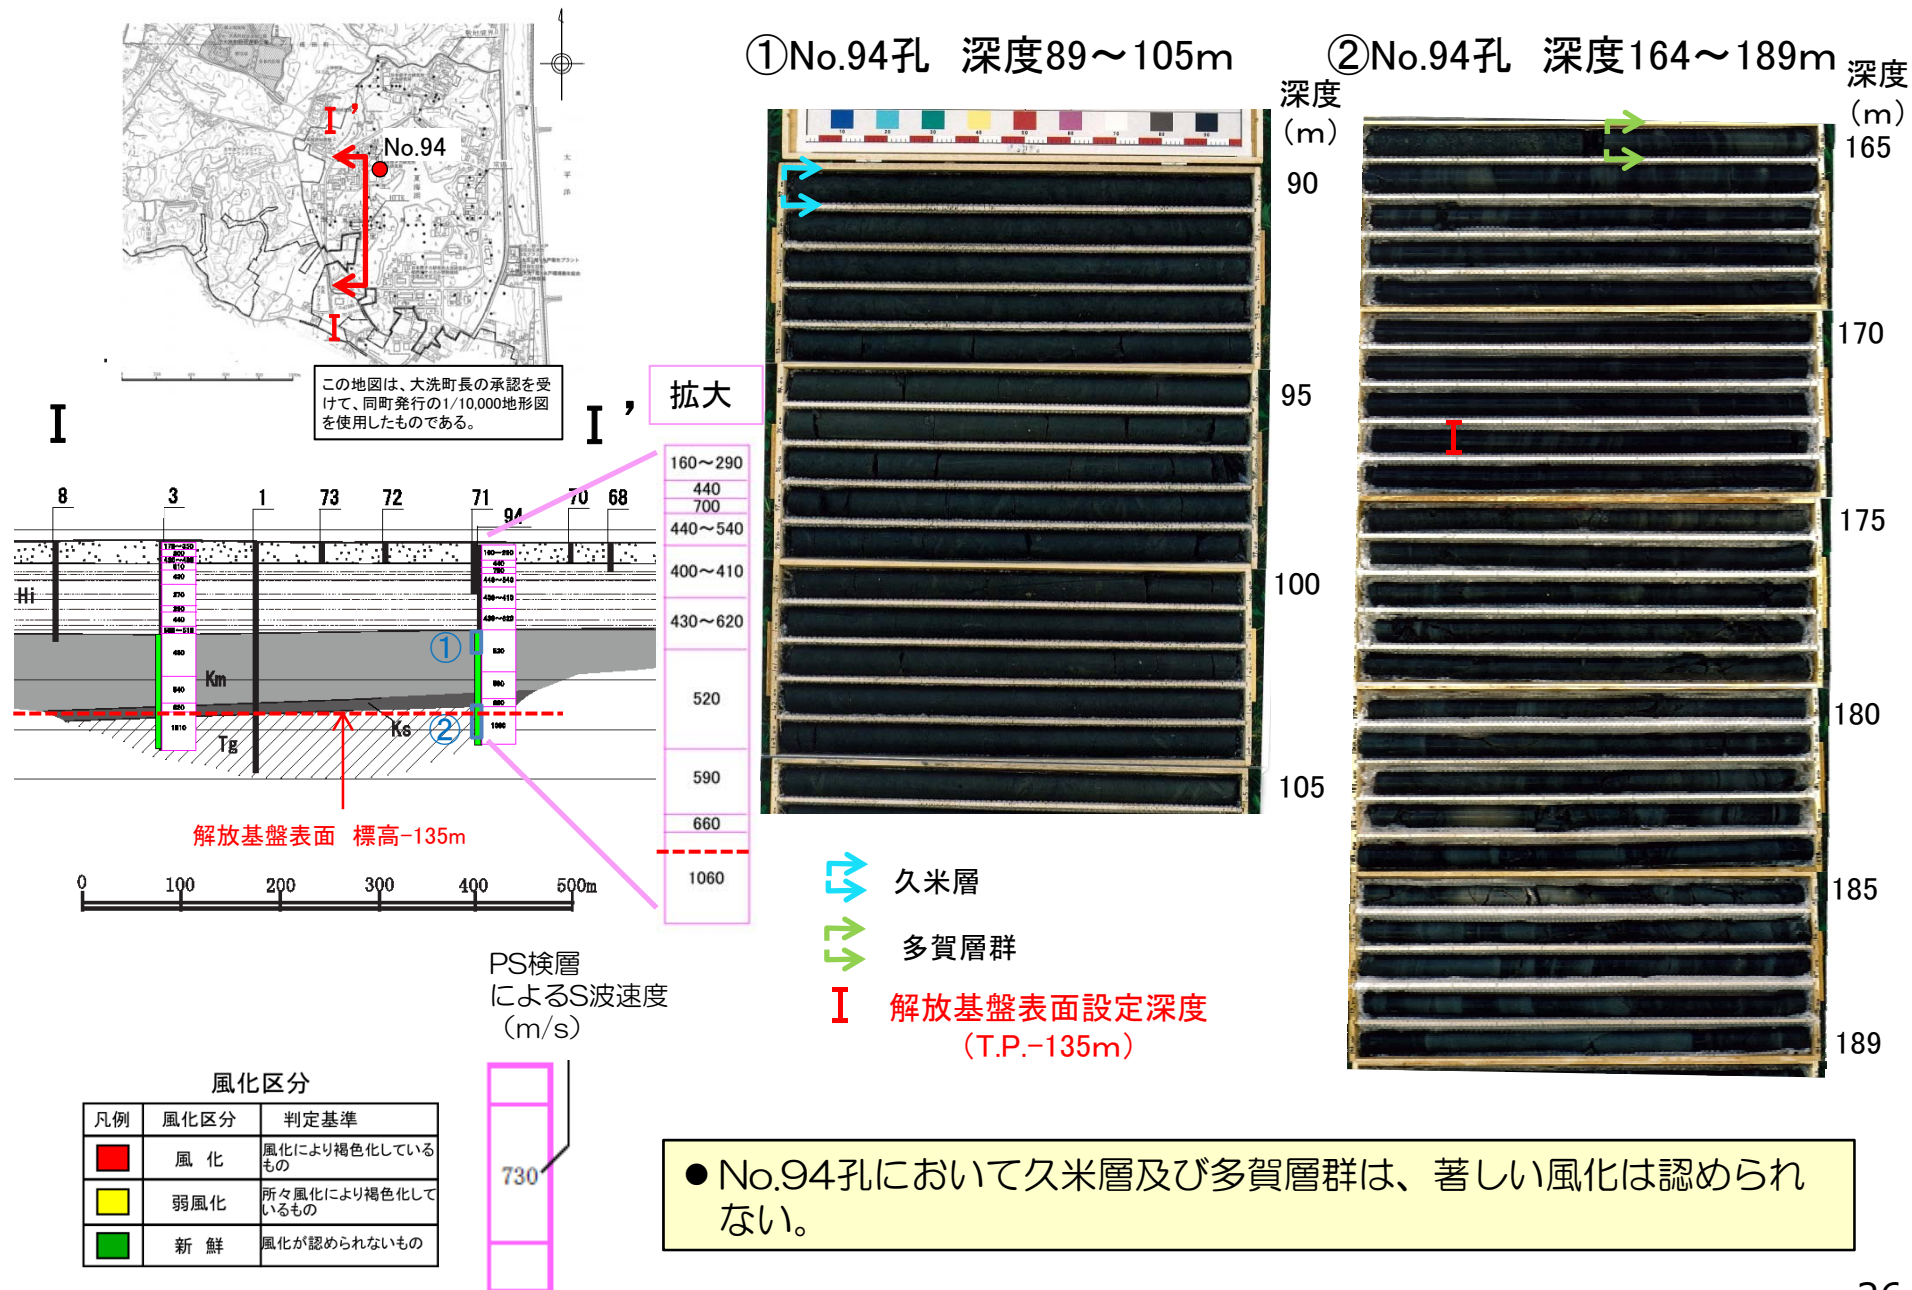 ①No.94孔　深度89～105m
②No.94孔　深度164～189m
深度
（m）
90
95
100
105
深度
（m）
165
170
175
180
185
189
I’
No.94
I
この地図は、大洗町長の承認を受
けて、同町発行の1/10,000地形図
を使用したものである。
I
I’
拡大
160～290
440
700
440～540
400～410
430～620
520
590
660
1060
8
3
1
73
72
71
94
70
68
Hi
Km
Ks
Tg
①
②
解放基盤表面　標高-135m
0
100
200
300
400
500m
久米層
多賀層群
解放基盤表面設定深度
（T.P.-135m）
PS検層
によるS波速度
（m/s）
730
風化区分
凡例　風化区分　判定基準
風　化　風化により褐色化している
もの
弱風化　所々風化により褐色化して
いるもの
新　鮮　風化が認められないもの
●No.94孔において久米層及び多賀層群は、著しい風化は認められ
ない。